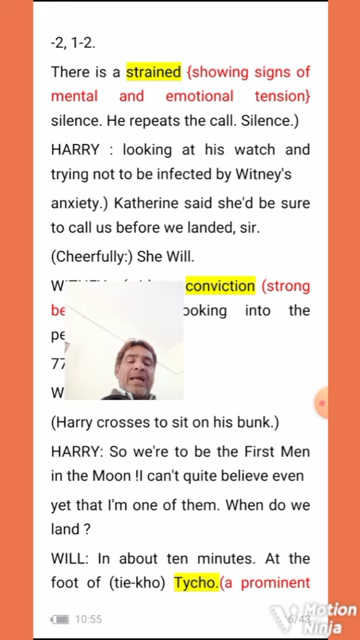 -2, 1-2.
There is a strained {showing signs of
mental and emotional tension}
silence. He repeats the call. Silence.)
HARRY : looking at his watch and
trying not to be infected by Witney's
anxiety.) Katherine said she'd be sure
to call us before we landed, sir.
(Cheerfully:) She Will.
conviction (strong
be ooking into the
pe
77
W
(Harry crosses to sit on his bunk.)
HARRY: So we're to be the First Men
in the Moon !I can't quite believe even
yet that I'm one of them. When do we
land ?
WILL: In about ten minutes. At the
foot of (tie-kho) Tycho.(a prominent
10:55 6/43
Motion
Ninja